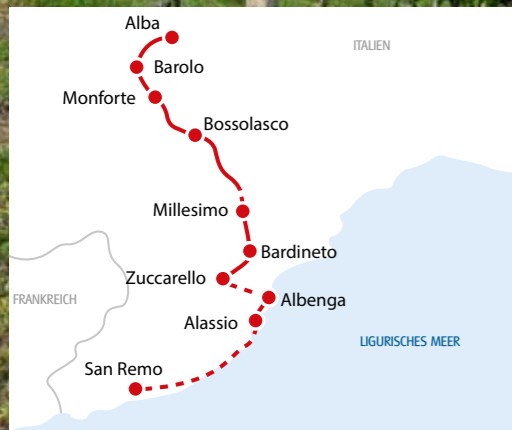 Alba
ITALIEN
Barolo
Monforte
Bossolasco
Millesimo
Bardineto
Zuccarello
FRANKREICH
Albenga
Alassio
LIGURISCHES MEER
San Remo